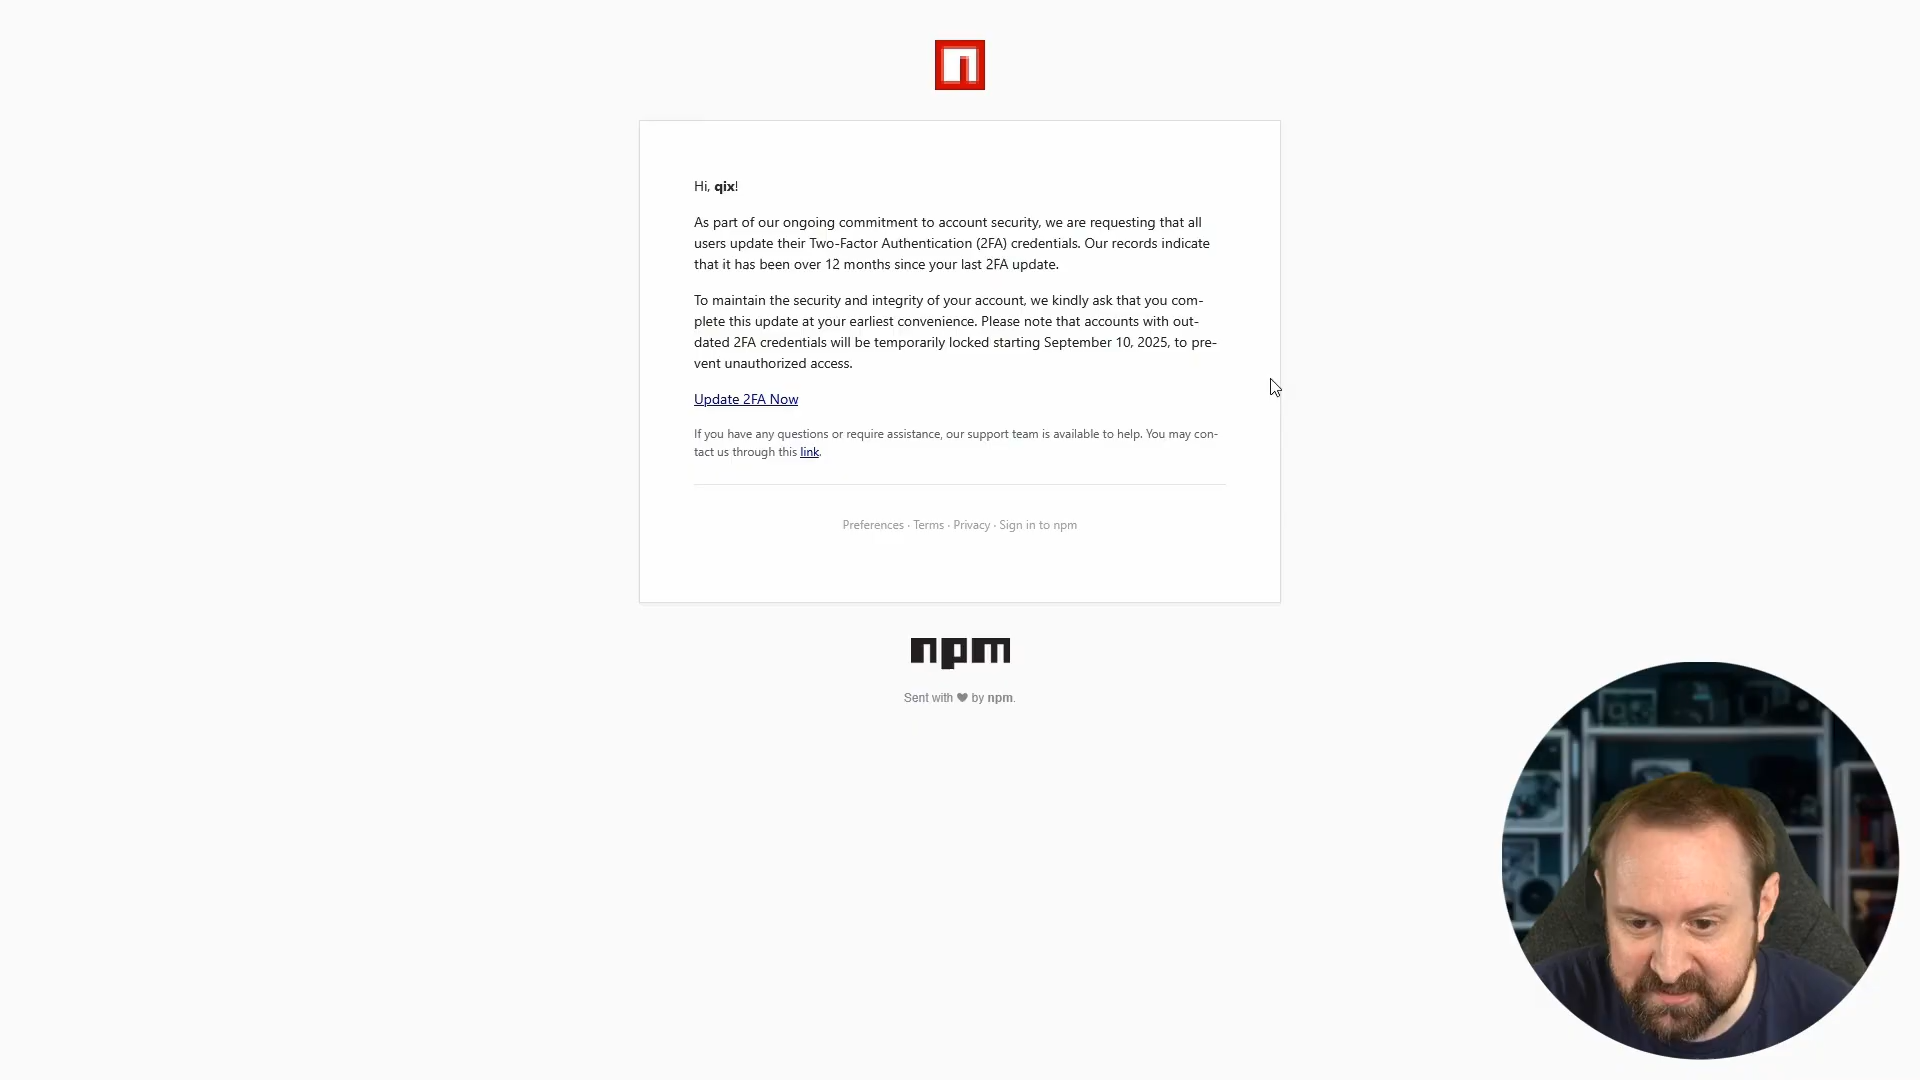 Hi, qix!
As part of our ongoing commitment to account security, we are requesting that all
users update their Two-Factor Authentication (2FA) credentials. Our records indicate
that it has been over 12 months since your last 2FA update.
To maintain the security and integrity of your account, we kindly ask that you com-
plete this update at your earliest convenience. Please note that accounts with out-
dated 2FA credentials will be temporarily locked starting September 10, 2025, to pre-
vent unauthorized access.
Update 2FA Now
If you have any questions or require assistance, our support team is available to help. You may con-
tact us through this link.
Preferences · Terms · Privacy · Sign in to npm
npm
Sent with ♥ by npm.